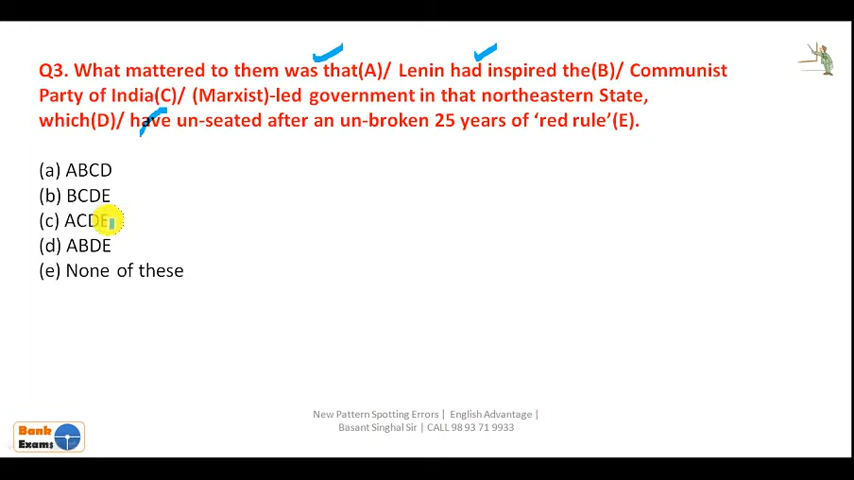 Q3. What mattered to them was that(A)/ Lenin had inspired the(B)/ Communist
Party of India(C)/ (Marxist)-led government in that northeastern State,
which(D)/ have un-seated after an un-broken 25 years of ‘red rule’(E).
(a) ABCD
(b) BCDE
(c) ACDE
(d) ABDE
(e) None of these
New Pattern Spotting Errors | English Advantage |
Basant Singhal Sir | CALL 98 93 71 9933
Bank
Exams